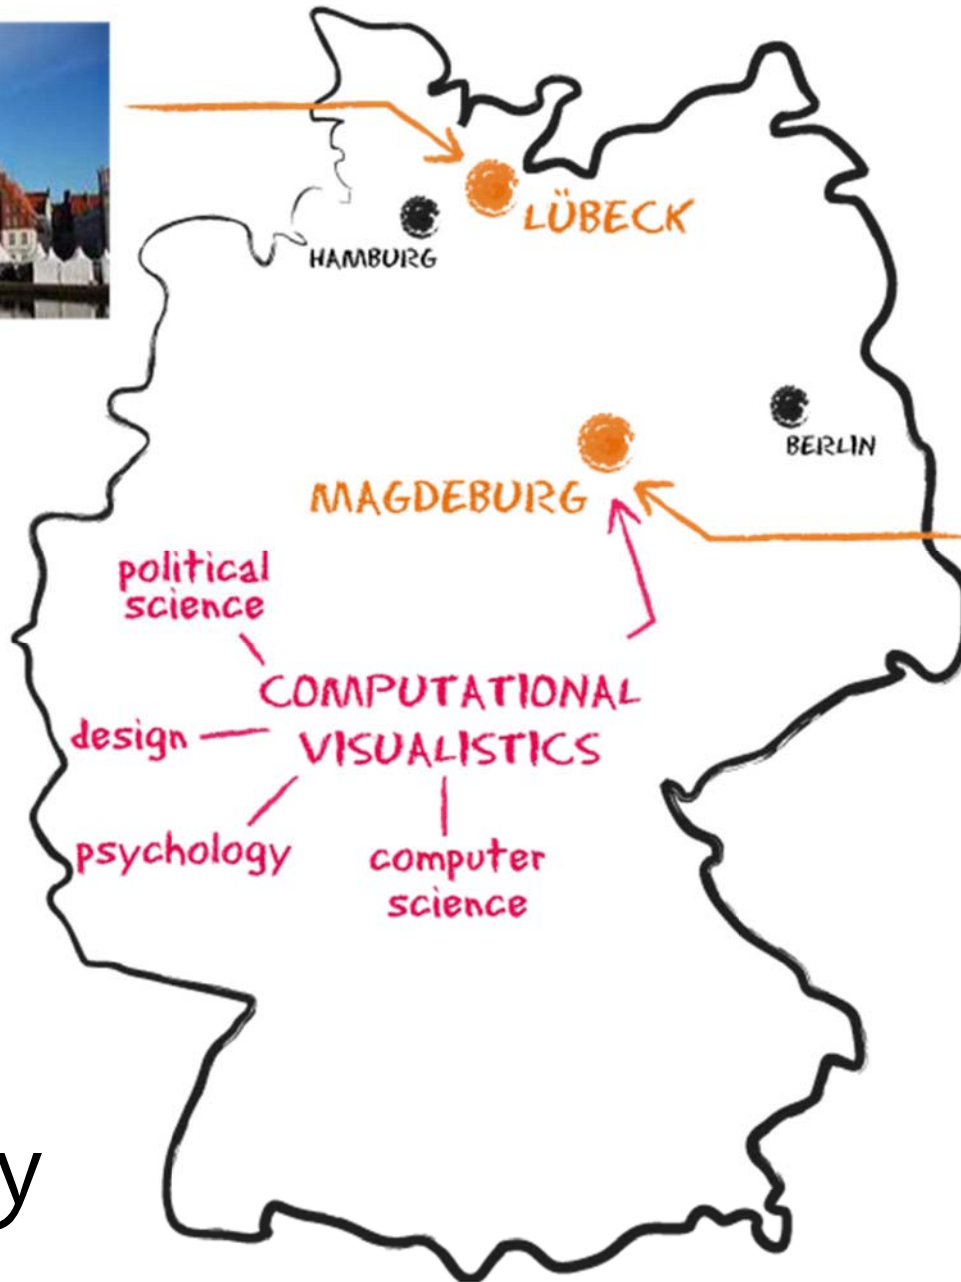 LÜBECK
HAMBURG
BERLIN
MAGDEBURG
political
science
COMPUTATIONAL
VISUALISTICS
design
psychology
computer
science
y